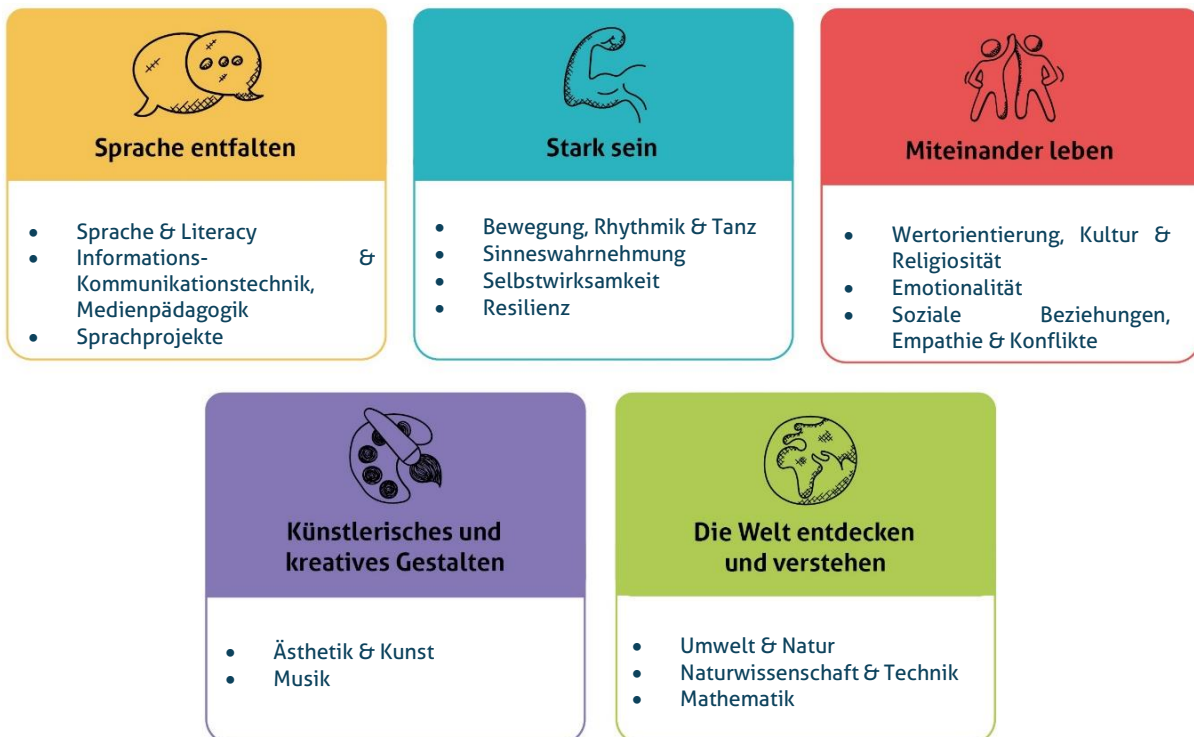 Sprache entfalten
• Sprache & Literacy
• Informations- &
Kommunikationstechnik,
Medienpädagogik
• Sprachprojekte
Stark sein
• Bewegung, Rhythmik & Tanz
• Sinneswahrnehmung
• Selbstwirksamkeit
• Resilienz
Miteinander leben
• Wertorientierung, Kultur &
Religiosität
• Emotionalität
• Soziale Beziehungen,
Empathie & Konflikte
Künstlerisches und
kreatives Gestalten
• Ästhetik & Kunst
• Musik
Die Welt entdecken
und verstehen
• Umwelt & Natur
• Naturwissenschaft & Technik
• Mathematik